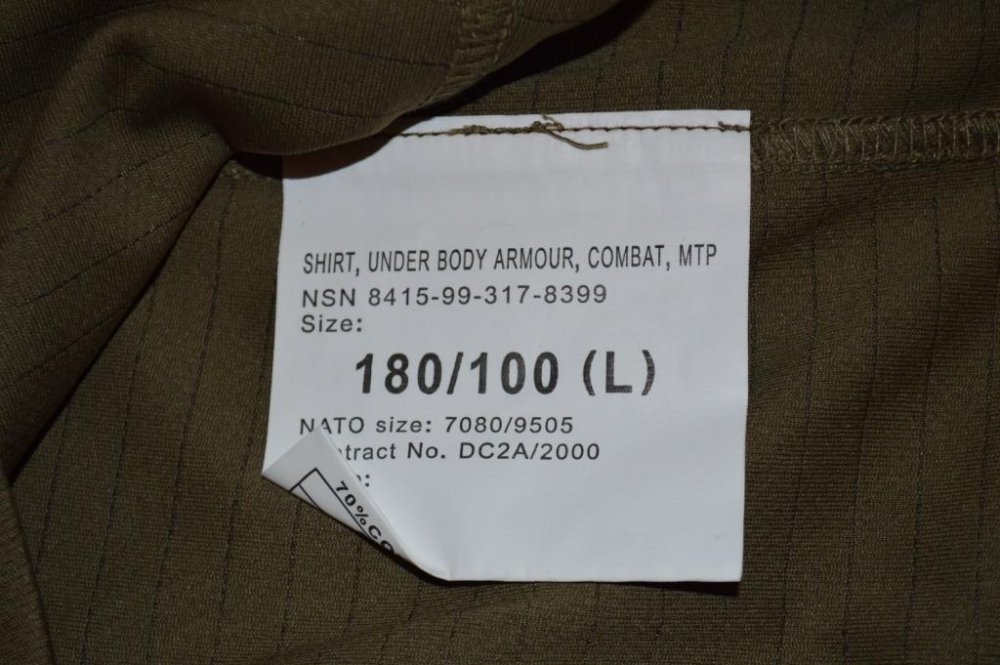 SHIRT, UNDER BODY ARMOUR, COMBAT, MTP
NSN 8415-99-317-8399
Size:
180/100 (L)
NATO size: 7080/9505
No. DC2A/2000
70%